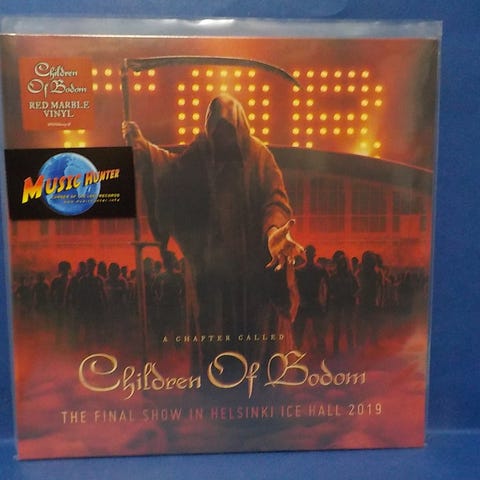 Children
Of Bodom
RED MARBLE
VINYL
MUSIC HUNTER
A CHAPTER CALLED
Children Of Bodom
THE FINAL SHOW IN HELSINKI ICE HALL 2019